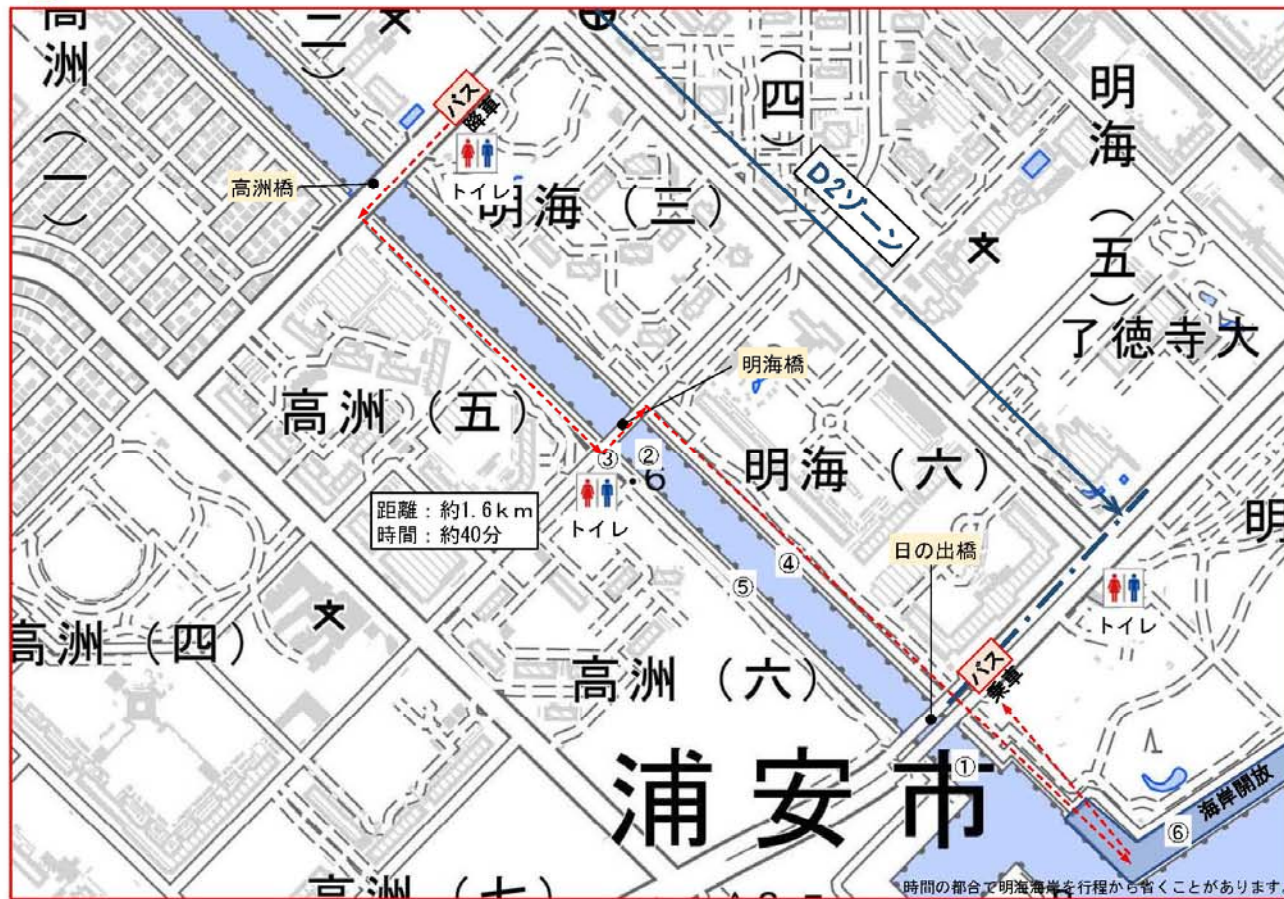 高洲（一）
二）
バス
降車
トイレ
高洲橋
明海（三）
（四）
D2ゾーン
明海（五）
了徳寺大
明海橋
高洲（五）
③
②
・6
トイレ
明海（六）
距離：約1.6km
時間：約40分
④
⑤
日の出橋
明
トイレ
バス
乗車
高洲（四）
高洲（六）
浦安市
①
海岸開放
⑥
高洲（七）
時間の都合で明海海岸を行程から省くことがあります。